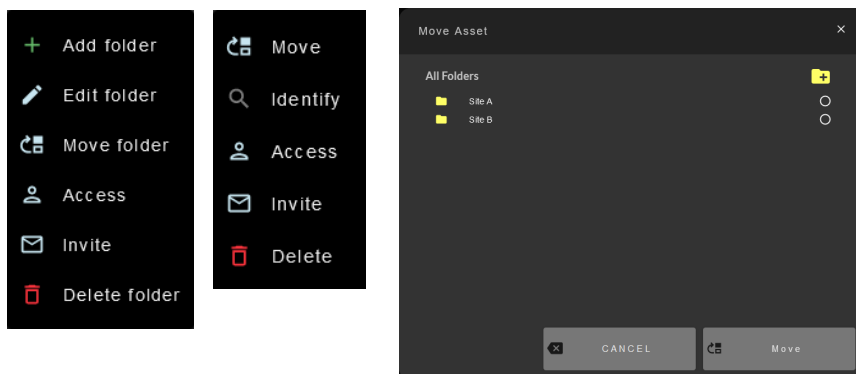 Add folder
Edit folder
Move folder
Access
Invite
Delete folder
Move
Identify
Access
Invite
Delete
Move Asset
All Folders
Site A
Site B
CANCEL
Move